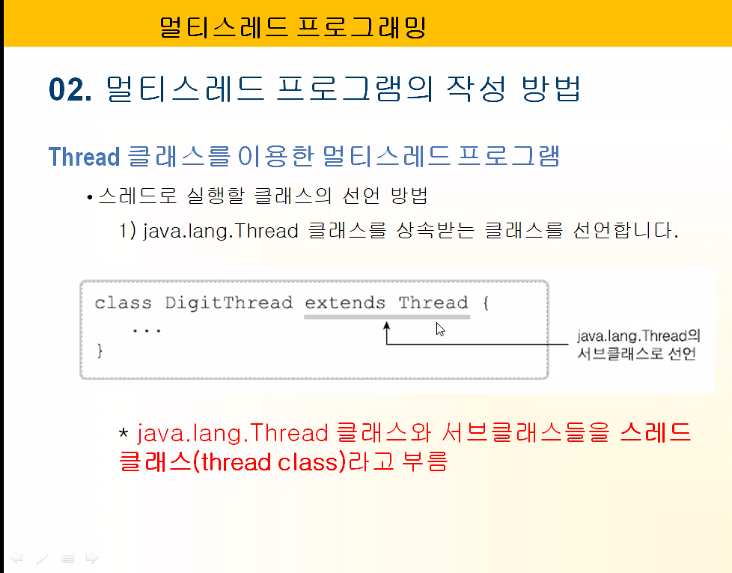 멀티스레드 프로그래밍
02. 멀티스레드 프로그램의 작성 방법
Thread 클래스를 이용한 멀티스레드 프로그램
• 스레드로 실행할 클래스의 선언 방법
1) java.lang.Thread 클래스를 상속받는 클래스를 선언합니다.
class DigitThread extends Thread {
...
}
java.lang.Thread의
서브클래스로 선언
* java.lang.Thread 클래스와 서브클래스들을 스레드
클래스(thread class)라고 부름